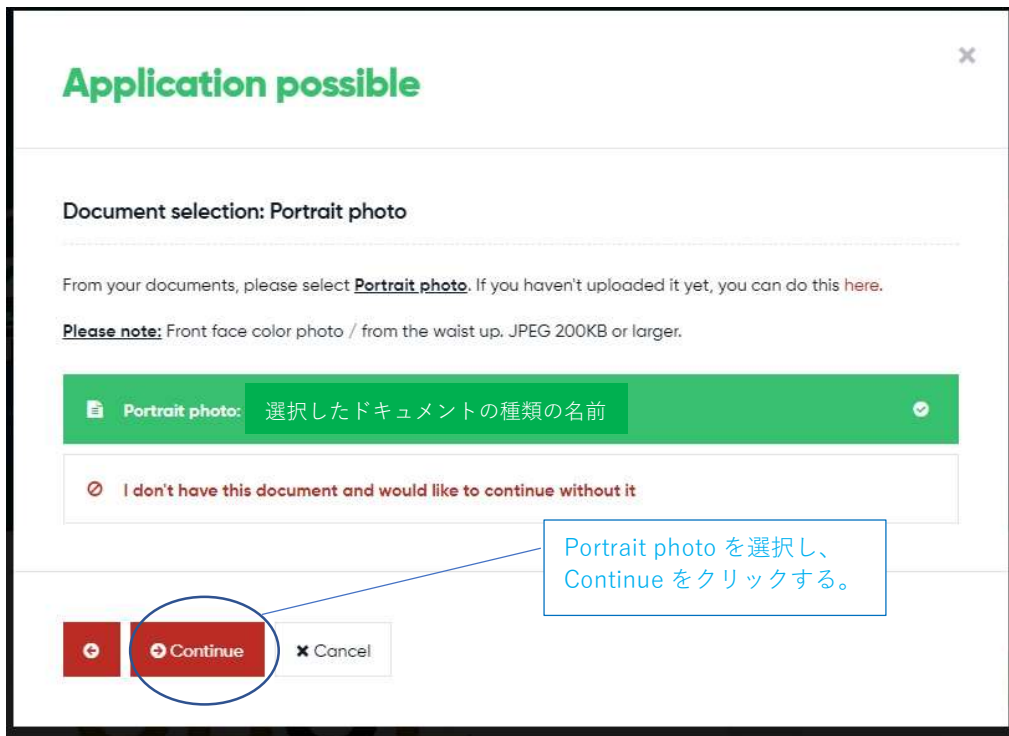 Application possible
Document selection: Portrait photo
From your documents, please select Portrait photo. If you haven't uploaded it yet, you can do this here.
Please note: Front face color photo / from the waist up. JPEG 200KB or larger.
Portrait photo: 選択したドキュメントの種類の名前
I don't have this document and would like to continue without it
Portrait photo を選択し、
Continue をクリックする。
Continue
Cancel